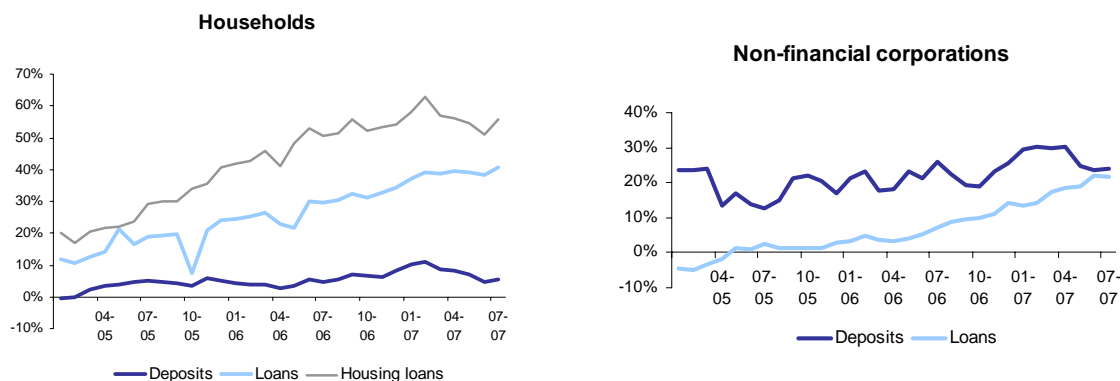 Households
70%
60%
50%
40%
30%
20%
10%
0%
-10%
04- 07- 10- 01- 04- 07- 10- 01- 04- 07-
05 05 05 06 06 06 06 07 07 07
Deposits Loans Housing loans
Non-financial corporations
40%
30%
20%
10%
0%
-10%
04- 07- 10- 01- 04- 07- 10- 01- 04- 07-
05 05 05 06 06 06 06 07 07 07
Deposits Loans